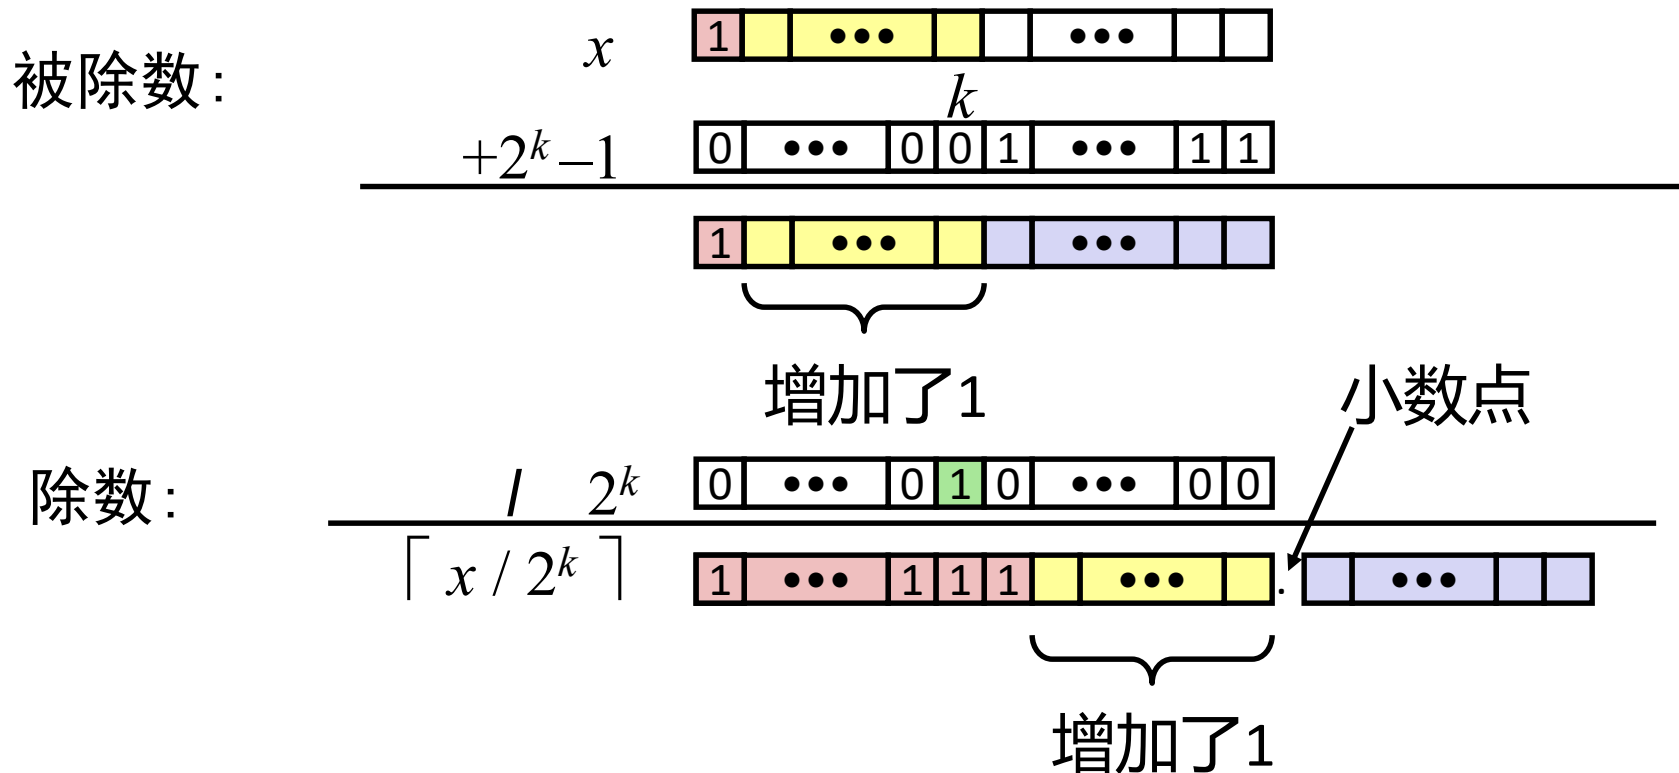 x 1 ••• •••
被除数：
k
+2^k–1 0 ••• 0 0 1 ••• 1 1
1 ••• •••
增加了1
小数点
除数： / 2^k 0 ••• 0 1 0 ••• 0 0
⌈ x / 2^k ⌉ 1 ••• 1 1 1 ••• . •••
增加了1